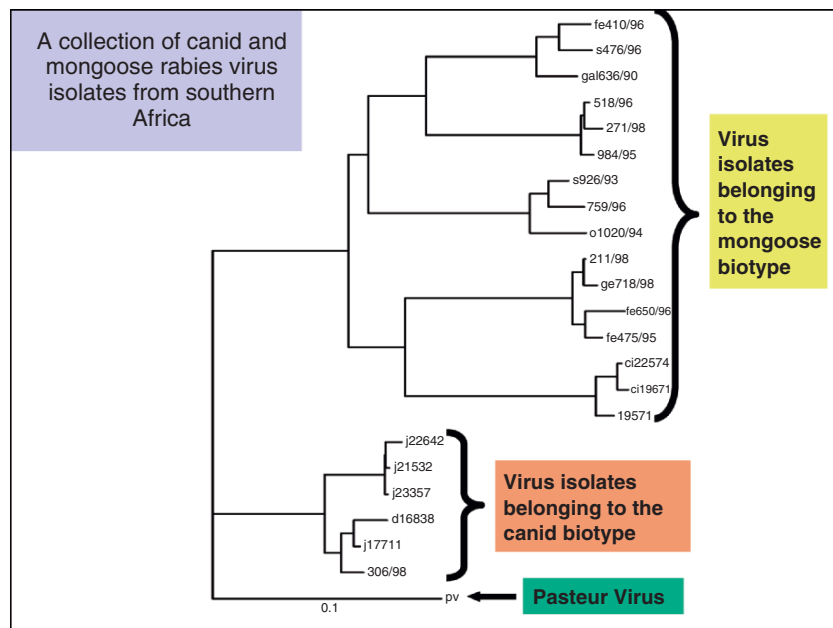 A collection of canid and
mongoose rabies virus
isolates from southern
Africa
fe410/96
s476/96
gal636/90
518/96
271/98
984/95
s926/93
759/96
o1020/94
211/98
ge718/98
fe650/96
fe475/95
ci22574
ci19671
19571
Virus
isolates
belonging
to the
mongoose
biotype
j22642
j21532
j23357
d16838
j17711
306/98
Virus isolates
belonging to the
canid biotype
pv
Pasteur Virus
0.1